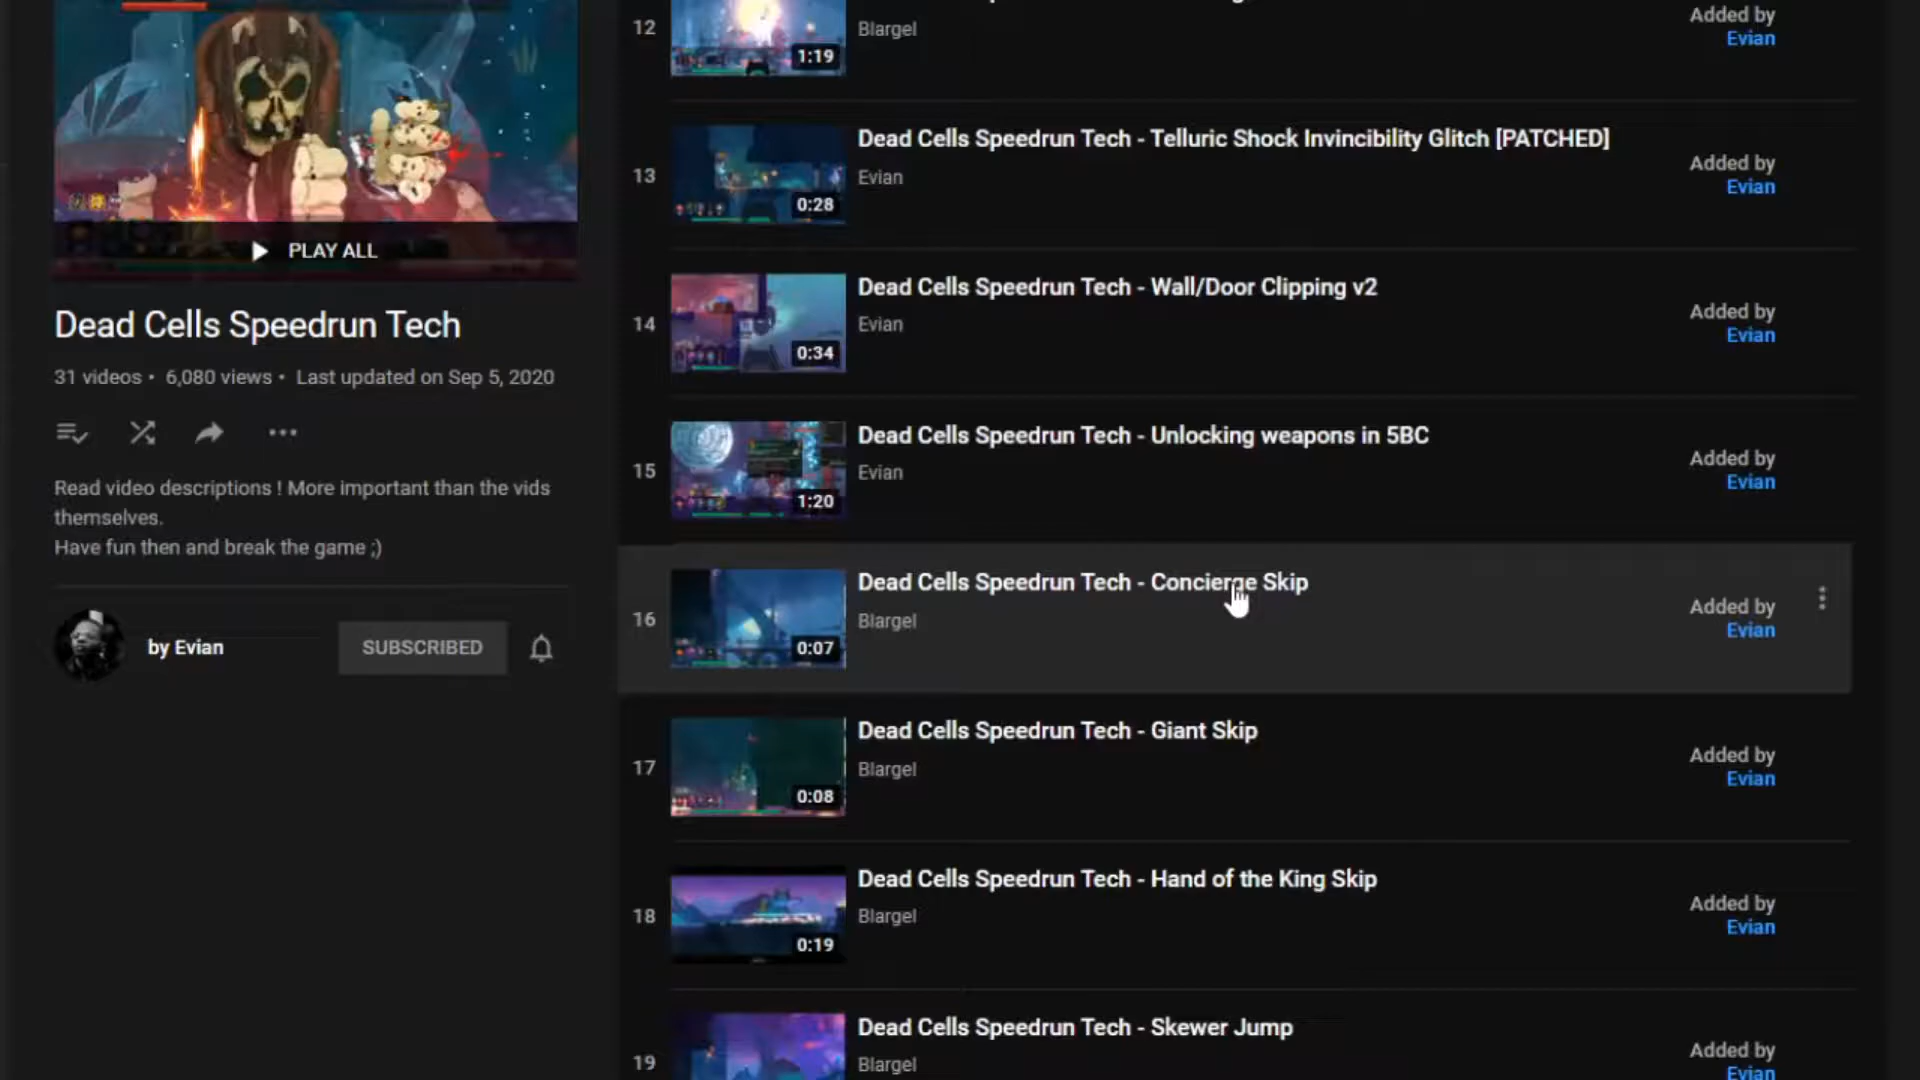 PLAY ALL
Dead Cells Speedrun Tech
31 videos • 6,080 views • Last updated on Sep 5, 2020
Read video descriptions ! More important than the vids
themselves.
Have fun then and break the game ;)
by Evian
SUBSCRIBED
12
1:19
Blargel
Added by
Evian
13
0:28
Dead Cells Speedrun Tech - Telluric Shock Invincibility Glitch [PATCHED]
Evian
Added by
Evian
14
0:34
Dead Cells Speedrun Tech - Wall/Door Clipping v2
Evian
Added by
Evian
15
1:20
Dead Cells Speedrun Tech - Unlocking weapons in 5BC
Evian
Added by
Evian
16
0:07
Dead Cells Speedrun Tech - Concierge Skip
Blargel
Added by
Evian
17
0:08
Dead Cells Speedrun Tech - Giant Skip
Blargel
Added by
Evian
18
0:19
Dead Cells Speedrun Tech - Hand of the King Skip
Blargel
Added by
Evian
19
Dead Cells Speedrun Tech - Skewer Jump
Blargel
Added by
Evian